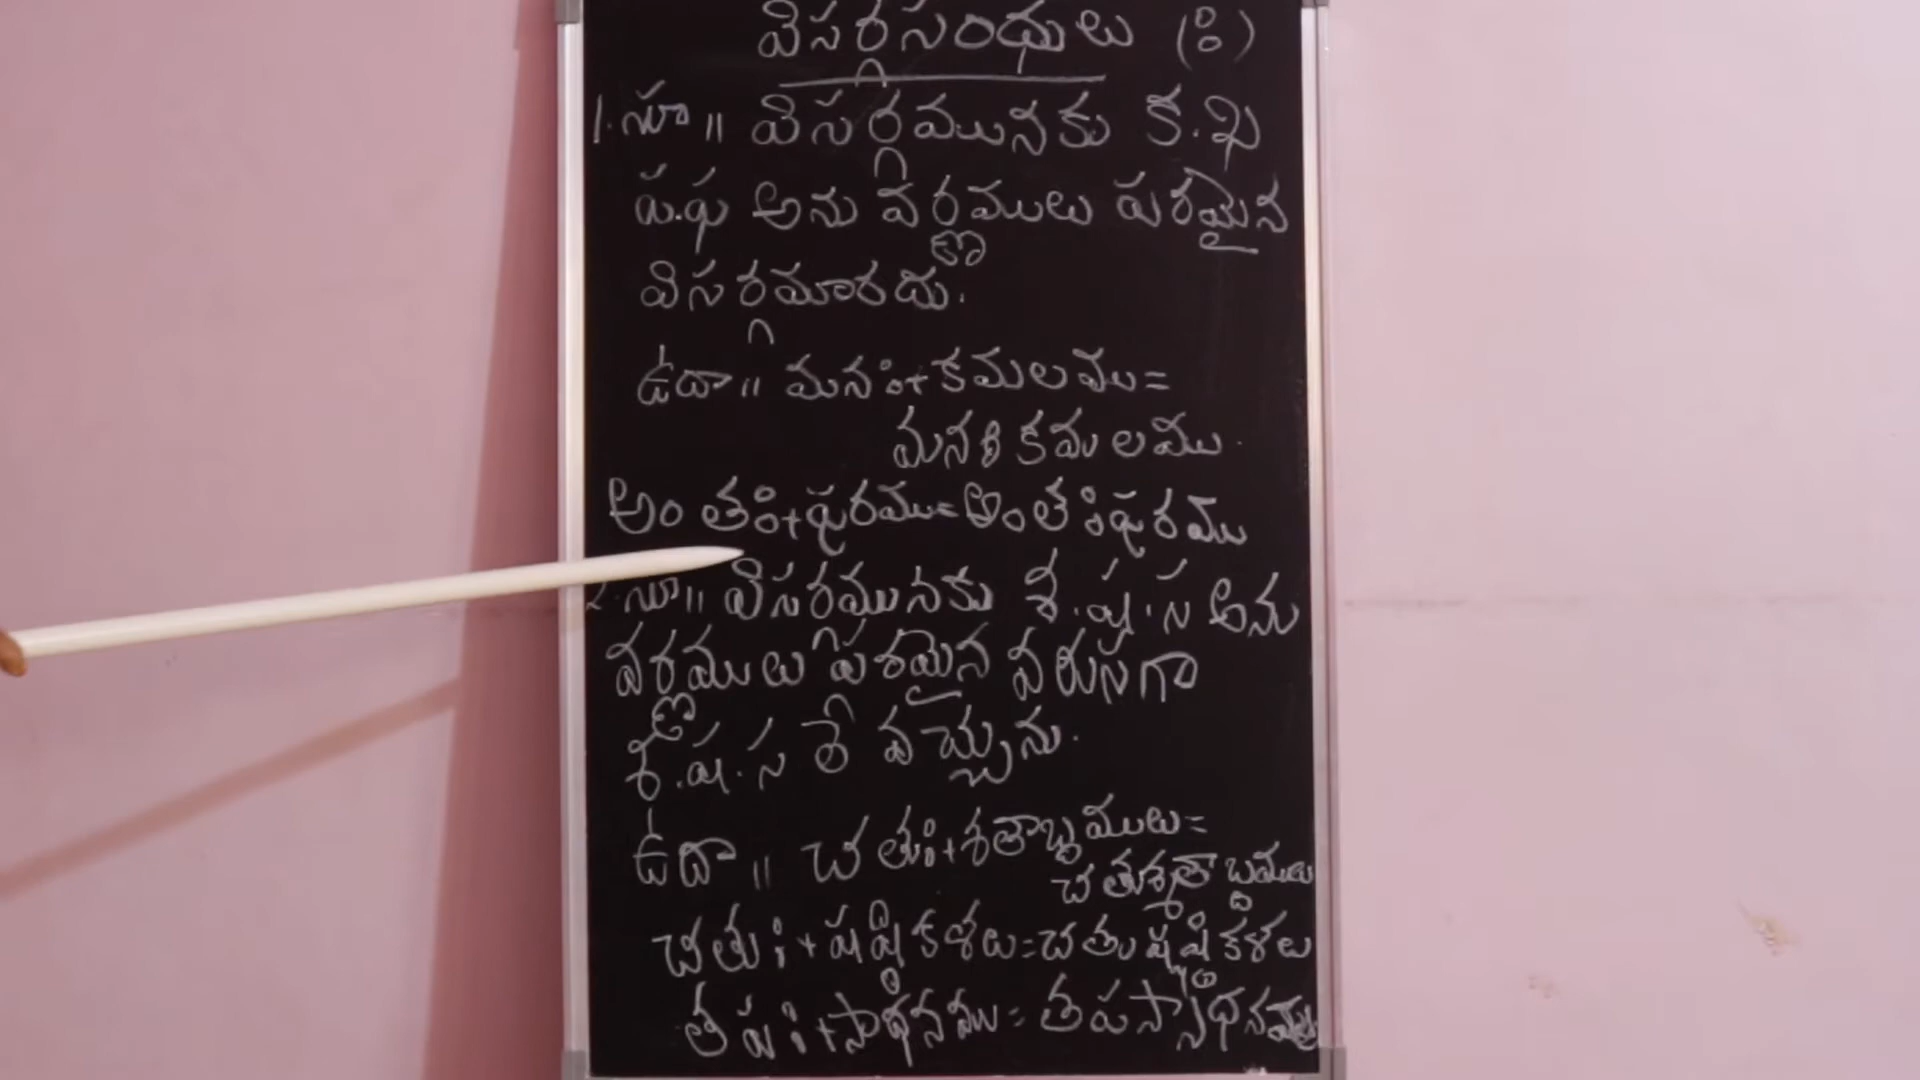 విసర్గసంధులు (ః)
1. సూ|| విసర్గమునకు క.ఖ
ప.ఫ అను వర్ణములు పరమైన
విసర్గమారదు.
ఉదా|| మనః+కమలము=
మనఃకమలము.
అంతః+పురము=అంతఃపురము
2. సూ|| విసర్గమునకు శ.ష.స అను
వర్ణములు పరమైన వరుసగా
శ.ష.స లే వచ్చును.
ఉదా|| చతుః+శతాబ్దములు=
చతుశ్శతాబ్దములు
చతుః+షష్ఠికళలు=చతుష్షష్ఠికళలు
తపః+సాధనము=తపస్సాధనము